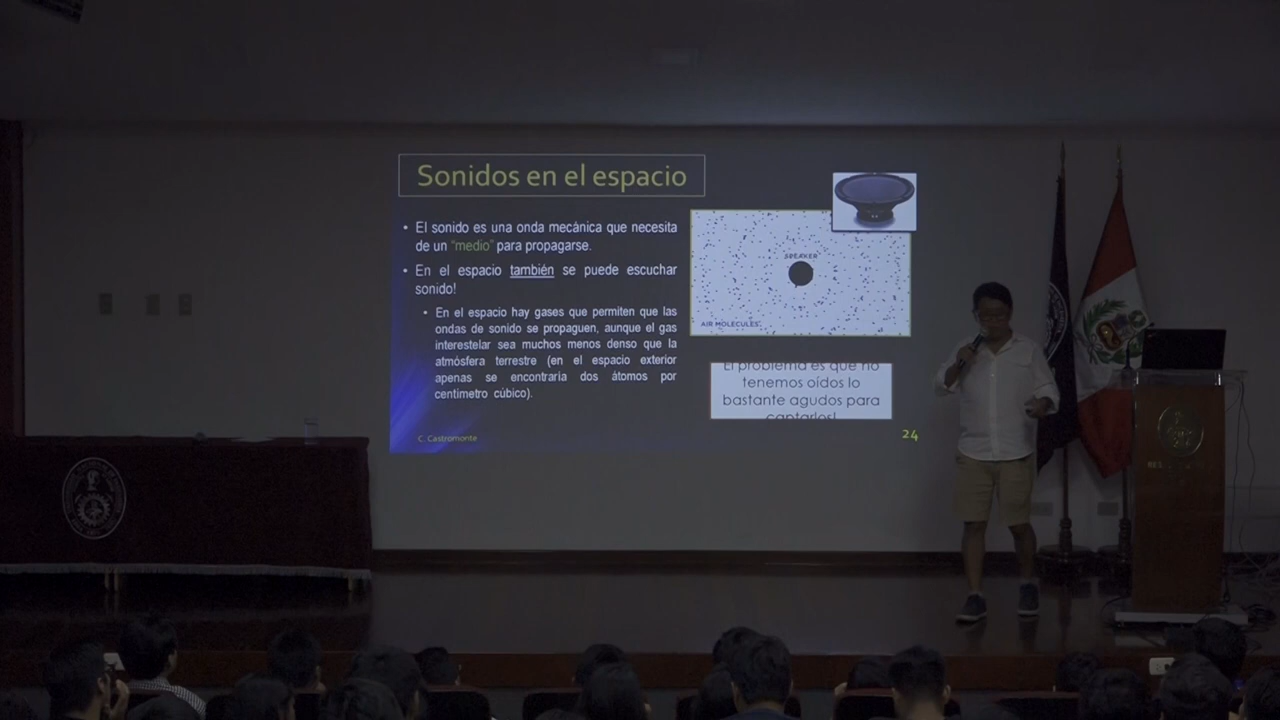 Sonidos en el espacio
• El sonido es una onda mecánica que necesita
de un "medio" para propagarse.
• En el espacio también se puede escuchar
sonido!
• En el espacio hay gases que permiten que las
ondas de sonido se propaguen, aunque el gas
interestelar sea muchos menos denso que la
atmósfera terrestre (en el espacio exterior
apenas se encontraría dos átomos por
centímetro cúbico).
SPEAKER
AIR MOLECULES
El problema es que no
tenemos oídos lo
bastante agudos para
captarlos!
C. Castromonte
24